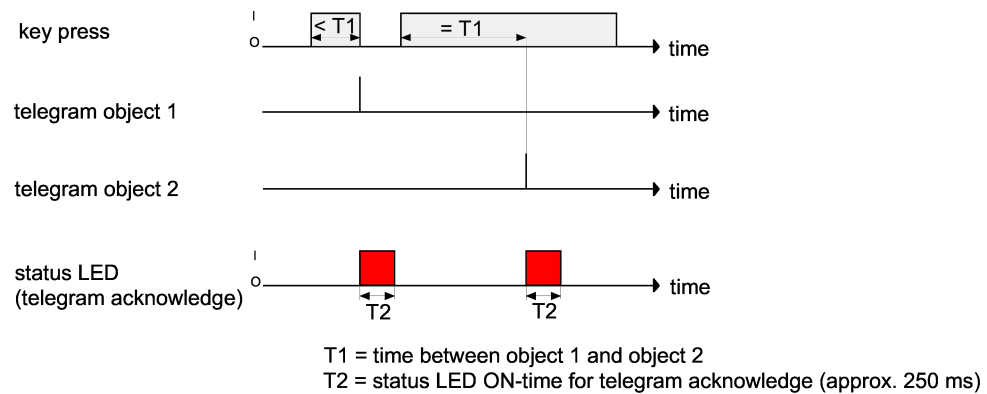 I
key press
< T1
= T1
O
time
telegram object 1
time
telegram object 2
time
I
status LED
O
time
(telegram acknowledge)
T2
T2
T1 = time between object 1 and object 2
T2 = status LED ON-time for telegram acknowledge (approx. 250 ms)